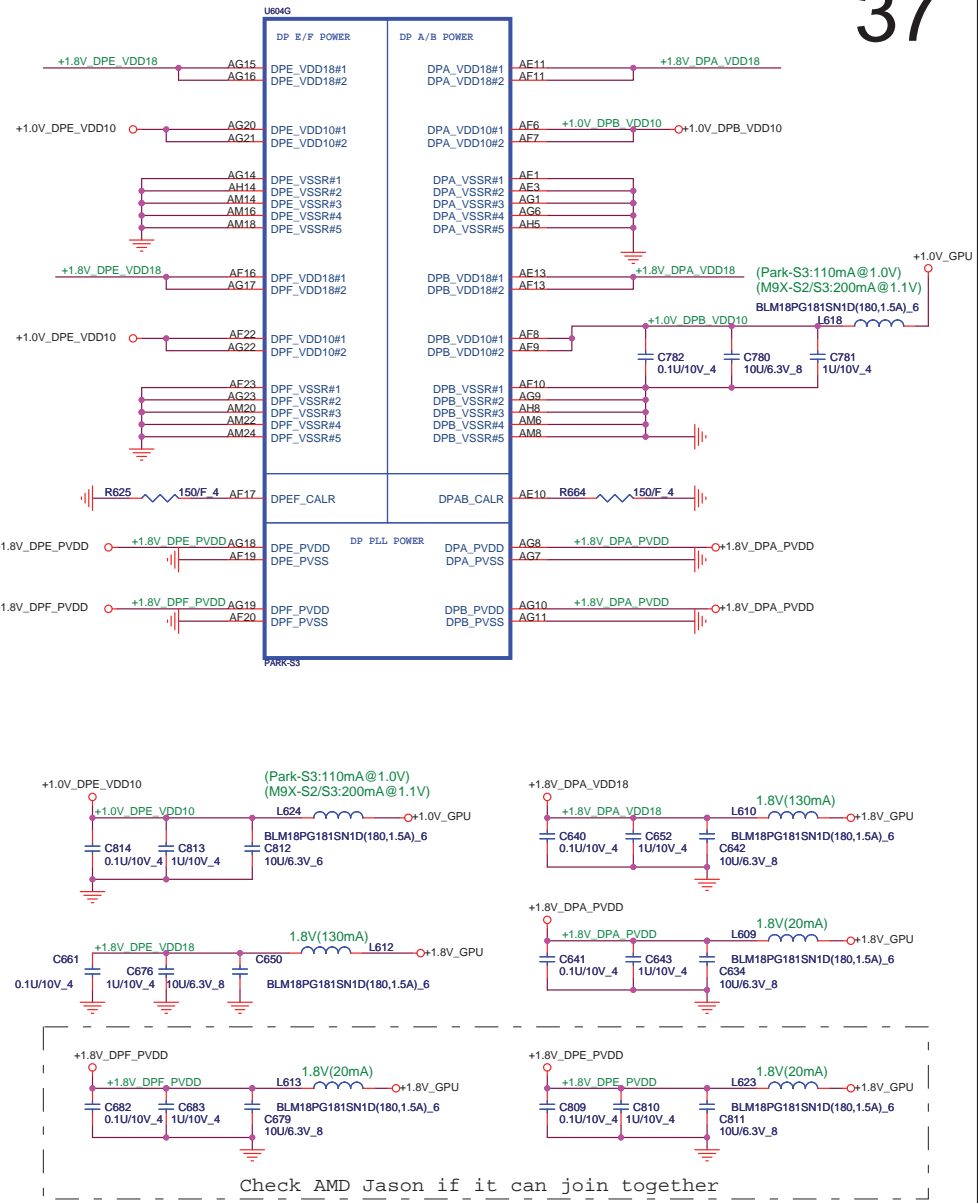 37
U604G
DP E/F POWER
DP A/B POWER
+1.8V_DPE_VDD18
AG15
DPE_VDD18#1
AG16
DPE_VDD18#2
DPA_VDD18#1
AE11
+1.8V_DPA_VDD18
DPA_VDD18#2
AF11
+1.0V_DPE_VDD10
AG20
DPE_VDD10#1
AG21
DPE_VDD10#2
DPA_VDD10#1
AF6
+1.0V_DPB_VDD10
+1.0V_DPB_VDD10
DPA_VDD10#2
AF7
AG14
DPE_VSSR#1
AH14
DPE_VSSR#2
AM14
DPE_VSSR#3
AM16
DPE_VSSR#4
AM18
DPE_VSSR#5
DPA_VSSR#1
AE1
DPA_VSSR#2
AE3
DPA_VSSR#3
AG1
DPA_VSSR#4
AG6
DPA_VSSR#5
AH5
+1.8V_DPE_VDD18
AF16
DPF_VDD18#1
AG17
DPF_VDD18#2
DPB_VDD18#1
AE13
+1.8V_DPA_VDD18
DPB_VDD18#2
AF13
+1.0V_GPU
(Park-S3:110mA@1.0V)
(M9X-S2/S3:200mA@1.1V)
BLM18PG181SN1D(180,1.5A)_6
+1.0V_DPB_VDD10
L618
+1.0V_DPE_VDD10
AF22
DPF_VDD10#1
AG22
DPF_VDD10#2
DPB_VDD10#1
AF8
DPB_VDD10#2
AF9
C782
0.1U/10V_4
C780
10U/6.3V_8
C781
1U/10V_4
AF23
DPF_VSSR#1
AG23
DPF_VSSR#2
AM20
DPF_VSSR#3
AM22
DPF_VSSR#4
AM24
DPF_VSSR#5
DPB_VSSR#1
AF10
DPB_VSSR#2
AG9
DPB_VSSR#3
AH8
DPB_VSSR#4
AM6
DPB_VSSR#5
AM8
R625
150/F_4
AF17
DPEF_CALR
DPAB_CALR
AE10
R664
150/F_4
DP PLL POWER
1.8V_DPE_PVDD
+1.8V_DPE_PVDD
AG18
DPE_PVDD
AF19
DPE_PVSS
DPA_PVDD
AG8
+1.8V_DPA_PVDD
+1.8V_DPA_PVDD
DPA_PVSS
AG7
1.8V_DPF_PVDD
+1.8V_DPF_PVDD
AG19
DPF_PVDD
AF20
DPF_PVSS
DPB_PVDD
AG10
+1.8V_DPA_PVDD
+1.8V_DPA_PVDD
DPB_PVSS
AG11
PARK-S3
+1.0V_DPE_VDD10
(Park-S3:110mA@1.0V)
(M9X-S2/S3:200mA@1.1V)
+1.0V_DPE_VDD10
L624
+1.0V_GPU
BLM18PG181SN1D(180,1.5A)_6
C814
0.1U/10V_4
C813
1U/10V_4
C812
10U/6.3V_6
+1.8V_DPA_VDD18
1.8V(130mA)
+1.8V_DPA_VDD18
L610
+1.8V_GPU
BLM18PG181SN1D(180,1.5A)_6
C640
0.1U/10V_4
C652
1U/10V_4
C642
10U/6.3V_8
1.8V(130mA)
+1.8V_DPE_VDD18
L612
+1.8V_GPU
C661
0.1U/10V_4
C676
1U/10V_4
C650
10U/6.3V_8
BLM18PG181SN1D(180,1.5A)_6
+1.8V_DPA_PVDD
1.8V(20mA)
+1.8V_DPA_PVDD
L609
+1.8V_GPU
BLM18PG181SN1D(180,1.5A)_6
C641
0.1U/10V_4
C643
1U/10V_4
C634
10U/6.3V_8
+1.8V_DPF_PVDD
1.8V(20mA)
+1.8V_DPF_PVDD
L613
+1.8V_GPU
BLM18PG181SN1D(180,1.5A)_6
C682
0.1U/10V_4
C683
1U/10V_4
C679
10U/6.3V_8
+1.8V_DPE_PVDD
1.8V(20mA)
+1.8V_DPE_PVDD
L623
+1.8V_GPU
BLM18PG181SN1D(180,1.5A)_6
C809
0.1U/10V_4
C810
1U/10V_4
C811
10U/6.3V_8
Check AMD Jason if it can join together